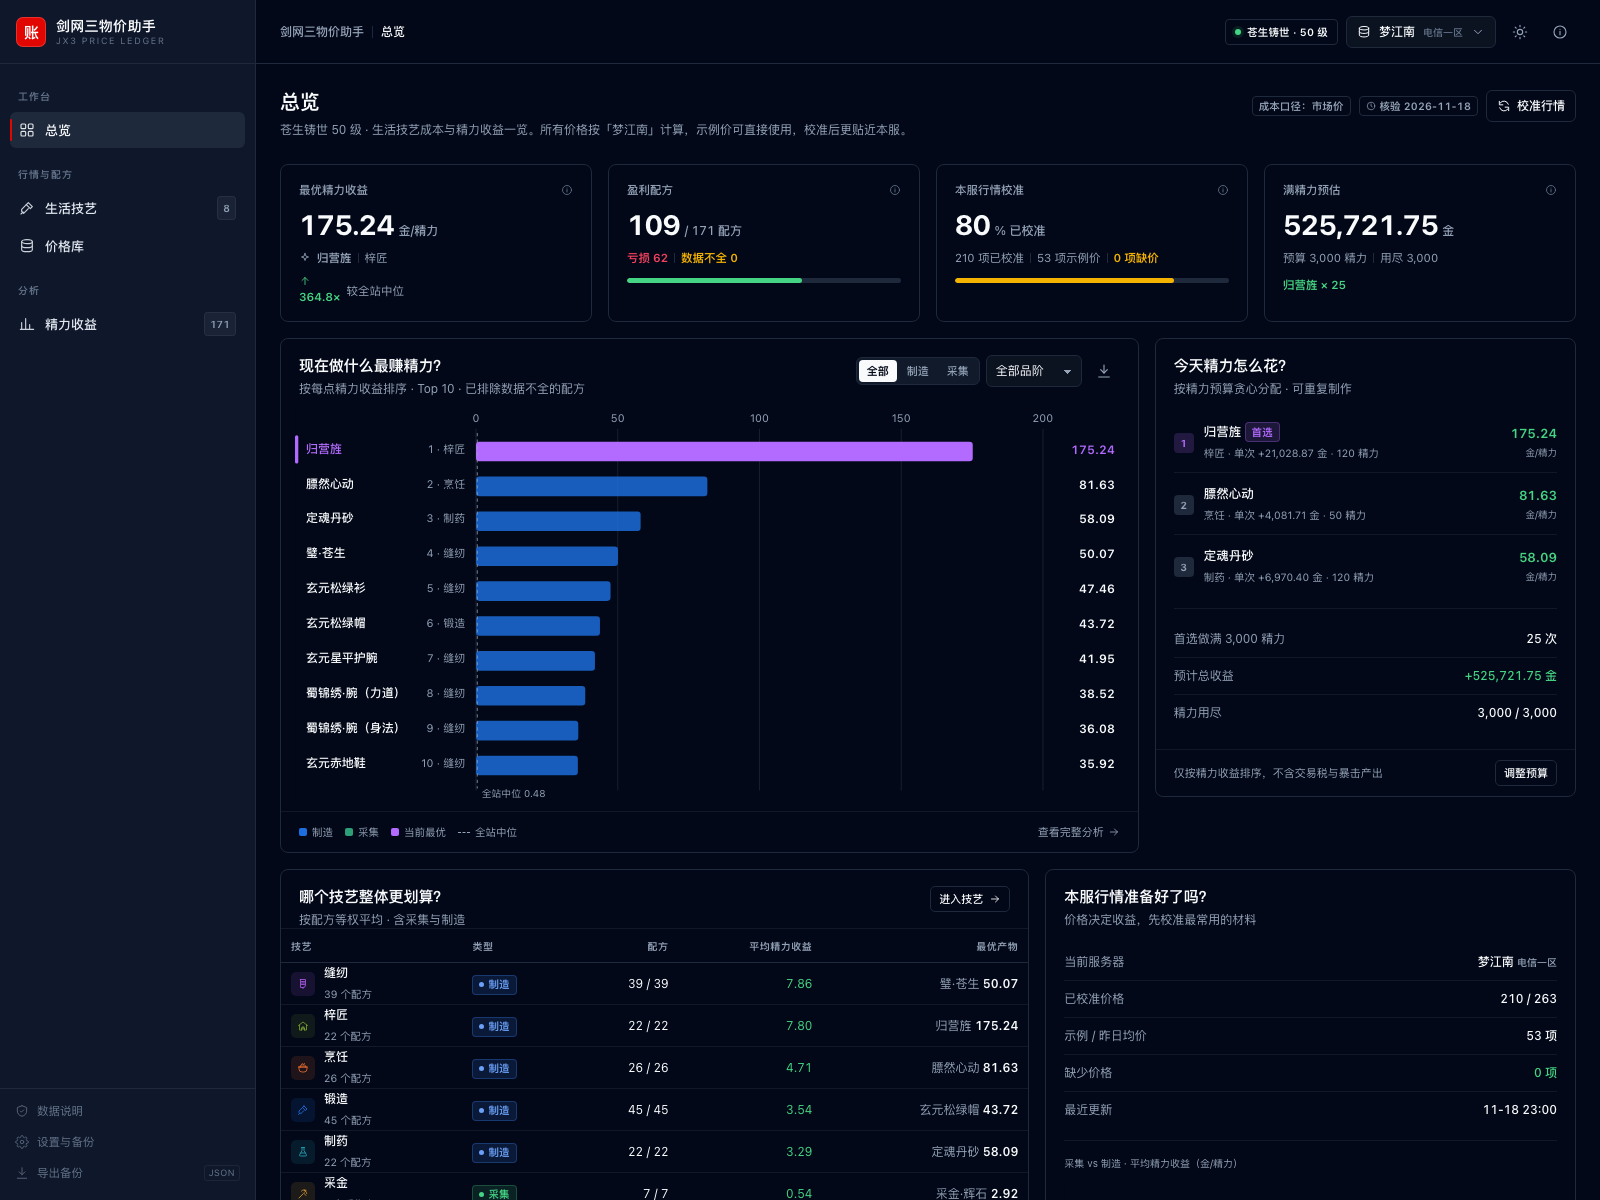 账
剑网三物价助手
JX3 PRICE LEDGER
工作台
总览
行情与配方
生活技艺
8
价格库
分析
精力收益
171
数据说明
设置与备份
导出备份
JSON
剑网三物价助手
总览
苍生铸世 · 50 级
梦江南 电信一区
总览
苍生铸世 50 级 · 生活技艺成本与精力收益一览。所有价格按「梦江南」计算，示例价可直接使用，校准后更贴近本服。
成本口径：市场价
核验 2026-11-18
校准行情
最优精力收益
175.24 金/精力
归营旌 梓匠
↑
364.8× 较全站中位
盈利配方
109 / 171 配方
亏损 62 数据不全 0
本服行情校准
80 % 已校准
210 项已校准 53 项示例价 0 项缺价
满精力预估
525,721.75 金
预算 3,000 精力 用尽 3,000
归营旌 × 25
现在做什么最赚精力?
按每点精力收益排序 · Top 10 · 已排除数据不全的配方
全部 制造 采集
全部品阶
0 50 100 150 200
归营旌 1 · 梓匠 175.24
腰然心动 2 · 烹饪 81.63
定魂丹砂 3 · 制药 58.09
璧·苍生 4 · 缝纫 50.07
玄元松绿衫 5 · 缝纫 47.46
玄元松绿帽 6 · 锻造 43.72
玄元星平护腕 7 · 缝纫 41.95
蜀锦绣·腕（力道） 8 · 缝纫 38.52
蜀锦绣·腕（身法） 9 · 缝纫 36.08
玄元赤地鞋 10 · 缝纫 35.92
全站中位 0.48
制造 采集 当前最优 --- 全站中位
查看完整分析 →
今天精力怎么花?
按精力预算贪心分配 · 可重复制作
1 归营旌 首选 175.24
梓匠 · 单次 +21,028.87 金 · 120 精力 金/精力
2 腰然心动 81.63
烹饪 · 单次 +4,081.71 金 · 50 精力 金/精力
3 定魂丹砂 58.09
制药 · 单次 +6,970.40 金 · 120 精力 金/精力
首选做满 3,000 精力 25 次
预计总收益 +525,721.75 金
精力用尽 3,000 / 3,000
仅按精力收益排序，不含交易税与暴击产出
调整预算
哪个技艺整体更划算?
按配方等权平均 · 含采集与制造
进入技艺 →
技艺 类型 配方 平均精力收益 最优产物
缝纫
39 个配方 制造 39 / 39 7.86 璧·苍生 50.07
梓匠
22 个配方 制造 22 / 22 7.80 归营旌 175.24
烹饪
26 个配方 制造 26 / 26 4.71 腰然心动 81.63
锻造
45 个配方 制造 45 / 45 3.54 玄元松绿帽 43.72
制药
22 个配方 制造 22 / 22 3.29 定魂丹砂 58.09
采金 采集 7 / 7 0.54 采金·辉石 2.92
本服行情准备好了吗?
价格决定收益，先校准最常用的材料
当前服务器 梦江南 电信一区
已校准价格 210 / 263
示例 / 昨日均价 53 项
缺少价格 0 项
最近更新 11-18 23:00
采集 vs 制造 · 平均精力收益（金/精力）